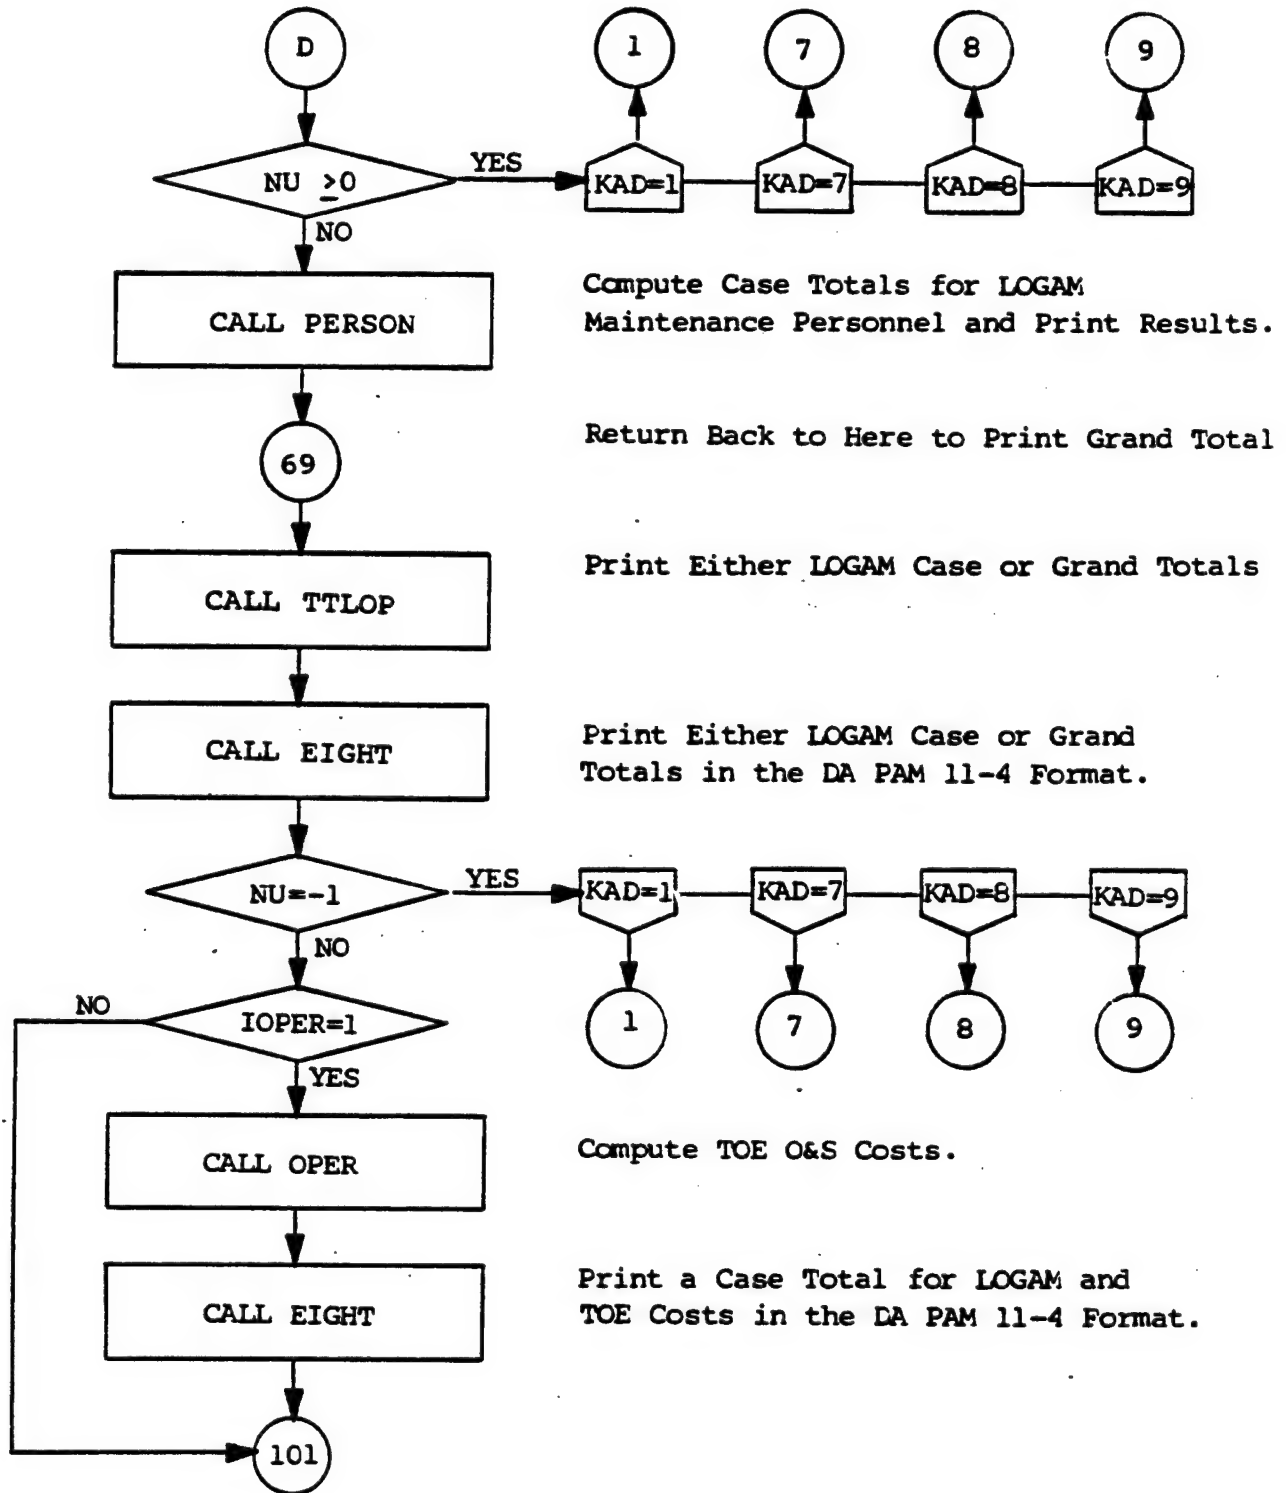 D 1 7 8 9
NU ≥0 YES KAD=1 KAD=7 KAD=8 KAD=9
NO
Compute Case Totals for LOGAM
CALL PERSON Maintenance Personnel and Print Results.
Return Back to Here to Print Grand Total
69
Print Either LOGAM Case or Grand Totals
CALL TTLOP
Print Either LOGAM Case or Grand
CALL EIGHT Totals in the DA PAM 11-4 Format.
NU=-1 YES KAD=1 KAD=7 KAD=8 KAD=9
NO
NO IOPER=1 1 7 8 9
YES
CALL OPER Compute TOE O&S Costs.
Print a Case Total for LOGAM and
CALL EIGHT TOE Costs in the DA PAM 11-4 Format.
101